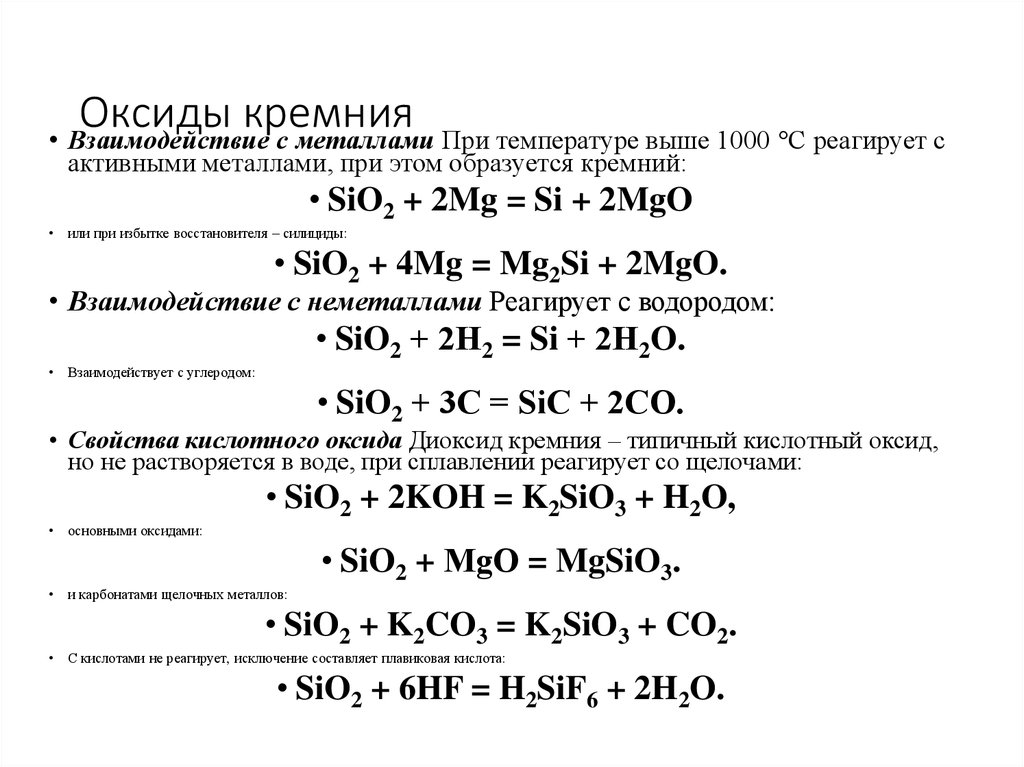 Оксиды кремния
• Взаимодействие с металлами При температуре выше 1000 °С реагирует с
активными металлами, при этом образуется кремний:
• SiO₂ + 2Mg = Si + 2MgO
• или при избытке восстановителя – силициды:
• SiO₂ + 4Mg = Mg₂Si + 2MgO.
• Взаимодействие с неметаллами Реагирует с водородом:
• SiO₂ + 2H₂ = Si + 2H₂O.
• Взаимодействует с углеродом:
• SiO₂ + 3С = SiС + 2СО.
• Свойства кислотного оксида Диоксид кремния – типичный кислотный оксид,
но не растворяется в воде, при сплавлении реагирует со щелочами:
• SiO₂ + 2KOH = K₂SiO₃ + H₂O,
• основными оксидами:
• SiO₂ + MgO = MgSiO₃.
• и карбонатами щелочных металлов:
• SiO₂ + K₂CO₃ = K₂SiO₃ + CO₂.
• С кислотами не реагирует, исключение составляет плавиковая кислота:
• SiO₂ + 6HF = H₂SiF₆ + 2H₂O.